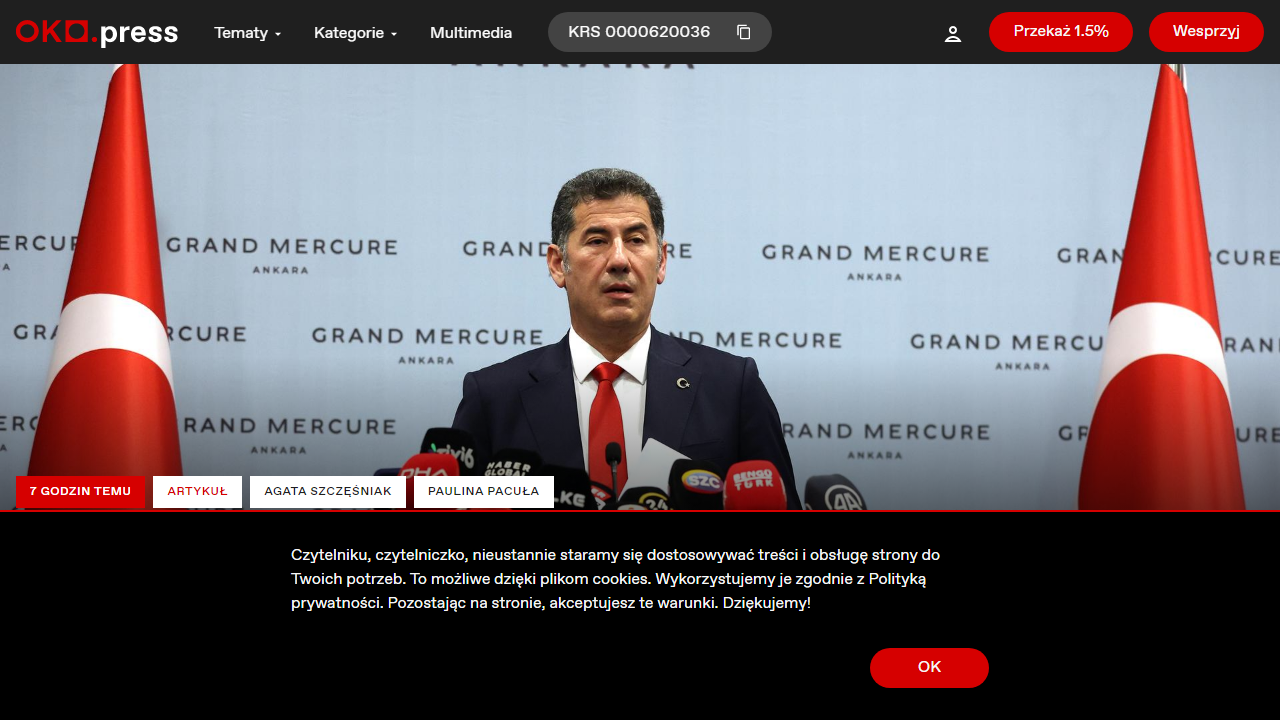 OKO.press
Tematy
Kategorie
Multimedia
KRS 0000620036
Przekaż 1.5%
Wesprzyj
GRAND MERCURE
ANKARA
GRAND MERCURE
GRAND MERCURE
ANKARA
GRAND MERCURE
ANKARA
GRAND MERCURE
ANKARA
GRAND MERCURE
ANKARA
GRAND MERCURE
ANKARA
HABER
GLOBAL
SZC
BENGÜ
TÜRK
24
AA
7 GODZIN TEMU
ARTYKUŁ
AGATA SZCZĘŚNIAK
PAULINA PACUŁA
Czytelniku, czytelniczko, nieustannie staramy się dostosowywać treści i obsługę strony do
Twoich potrzeb. To możliwe dzięki plikom cookies. Wykorzystujemy je zgodnie z Polityką
prywatności. Pozostając na stronie, akceptujesz te warunki. Dziękujemy!
OK